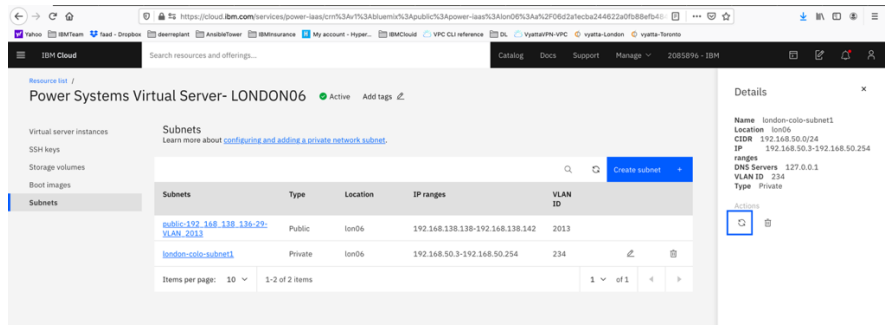 https://cloud.ibm.com/services/power-iaas/crn%3Av1%3Abluemix%3Apublic%3Apower-iaas%3Alon06%3Aa%2F06d2a1ecba244622a0fb88efb48
Yahoo IBMTeam faad - Dropbox deerreplant AnsibleTower IBMInsurance My account - Hyper... IBMClould VPC CLI reference DL VyattaVPN-VPC vyatta-London vyatta-Toronto
IBM Cloud Search resources and offerings... Catalog Docs Support Manage 2085896 - IBM
Resource list /
Power Systems Virtual Server- LONDON06 Active Add tags
Virtual server instances
SSH keys
Storage volumes
Boot images
Subnets
Subnets
Learn more about configuring and adding a private network subnet.
Create subnet +
Subnets Type Location IP ranges VLAN ID
public-192_168_138_136-29-VLAN_2013 Public lon06 192.168.138.138-192.168.138.142 2013
london-colo-subnet1 Private lon06 192.168.50.3-192.168.50.254 234
Items per page: 10 1-2 of 2 items 1 of 1
Details
Name london-colo-subnet1
Location lon06
CIDR 192.168.50.0/24
IP ranges 192.168.50.3-192.168.50.254
DNS Servers 127.0.0.1
VLAN ID 234
Type Private
Actions